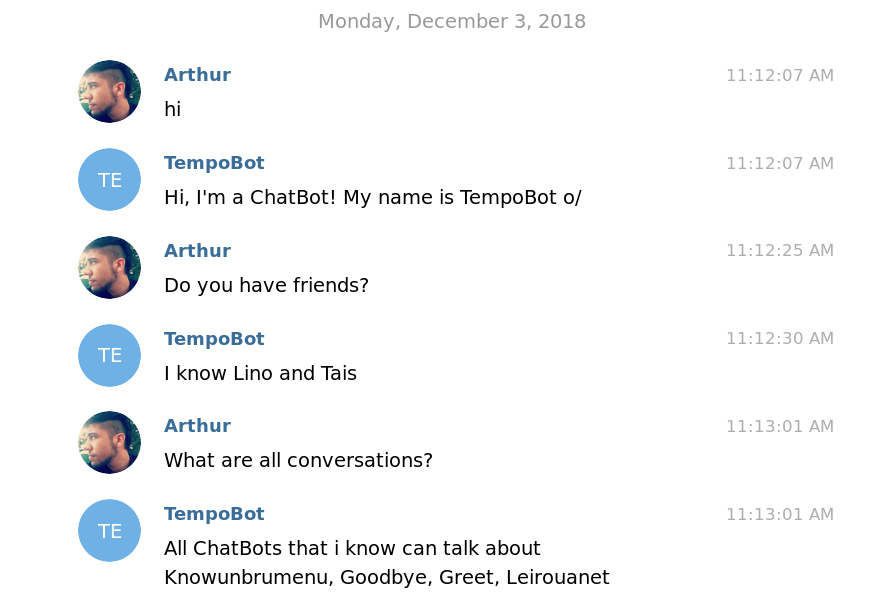 Monday, December 3, 2018
Arthur 11:12:07 AM
hi
TE TempoBot 11:12:07 AM
Hi, I'm a ChatBot! My name is TempoBot o/
Arthur 11:12:25 AM
Do you have friends?
TE TempoBot 11:12:30 AM
I know Lino and Tais
Arthur 11:13:01 AM
What are all conversations?
TE TempoBot 11:13:01 AM
All ChatBots that i know can talk about
Knowunbrumenu, Goodbye, Greet, Leirouanet